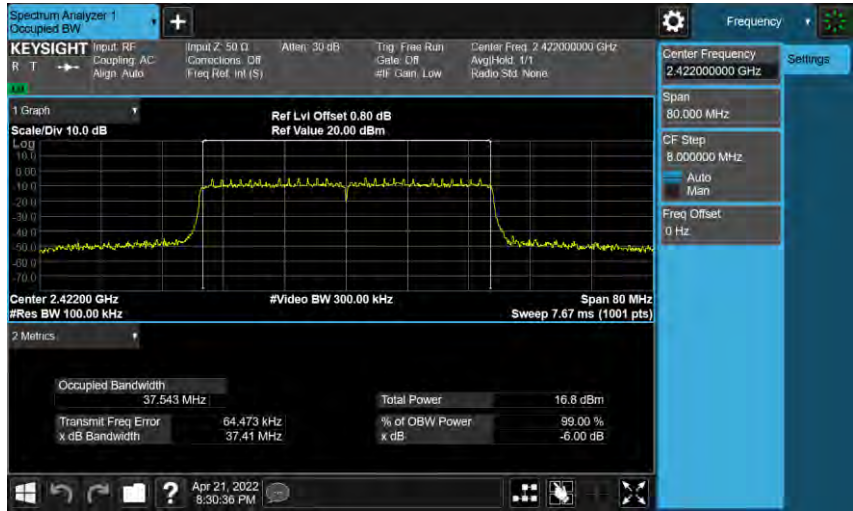 Spectrum Analyzer 1
Occupied BW
+
Frequency
KEYSIGHT
R T
Input: RF
Coupling: AC
Align: Auto
Input Z: 50 Ω
Corrections: Off
Freq Ref: Int (S)
Atten: 30 dB
Trig: Free Run
Gate: Off
#IF Gain: Low
Center Freq: 2.422000000 GHz
Avg|Hold: 1/1
Radio Std: None
Center Frequency
2.422000000 GHz
Settings
Span
80.000 MHz
CF Step
8.000000 MHz
Auto
Man
Freq Offset
0 Hz
1 Graph
Scale/Div 10.0 dB
Ref Lvl Offset 0.80 dB
Ref Value 20.00 dBm
Log
10.0
0.00
-10.0
-20.0
-30.0
-40.0
-50.0
-60.0
-70.0
Center 2.42200 GHz
#Res BW 100.00 kHz
#Video BW 300.00 kHz
Span 80 MHz
Sweep 7.67 ms (1001 pts)
2 Metrics
Occupied Bandwidth
37.543 MHz
Total Power 16.8 dBm
Transmit Freq Error 64.473 kHz
% of OBW Power 99.00 %
x dB Bandwidth 37.41 MHz
x dB -6.00 dB
?
Apr 21, 2022
8:30:36 PM